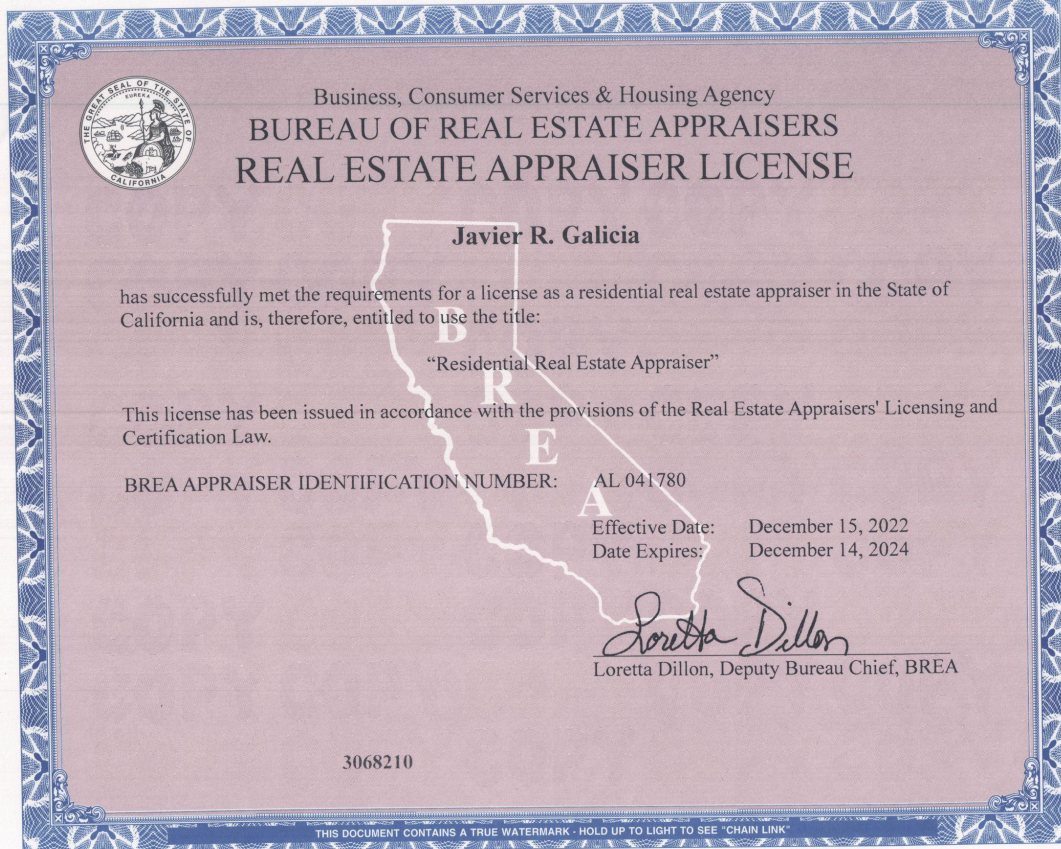 THE GREAT SEAL OF THE STATE OF CALIFORNIA
EUREKA
Business, Consumer Services & Housing Agency
BUREAU OF REAL ESTATE APPRAISERS
REAL ESTATE APPRAISER LICENSE
Javier R. Galicia
has successfully met the requirements for a license as a residential real estate appraiser in the State of
California and is, therefore, entitled to use the title:
B
“Residential Real Estate Appraiser”
R
This license has been issued in accordance with the provisions of the Real Estate Appraisers' Licensing and
Certification Law.
E
BREA APPRAISER IDENTIFICATION NUMBER: AL 041780
A
Effective Date: December 15, 2022
Date Expires: December 14, 2024
Loretta Dillon
Loretta Dillon, Deputy Bureau Chief, BREA
3068210
THIS DOCUMENT CONTAINS A TRUE WATERMARK - HOLD UP TO LIGHT TO SEE "CHAIN LINK"